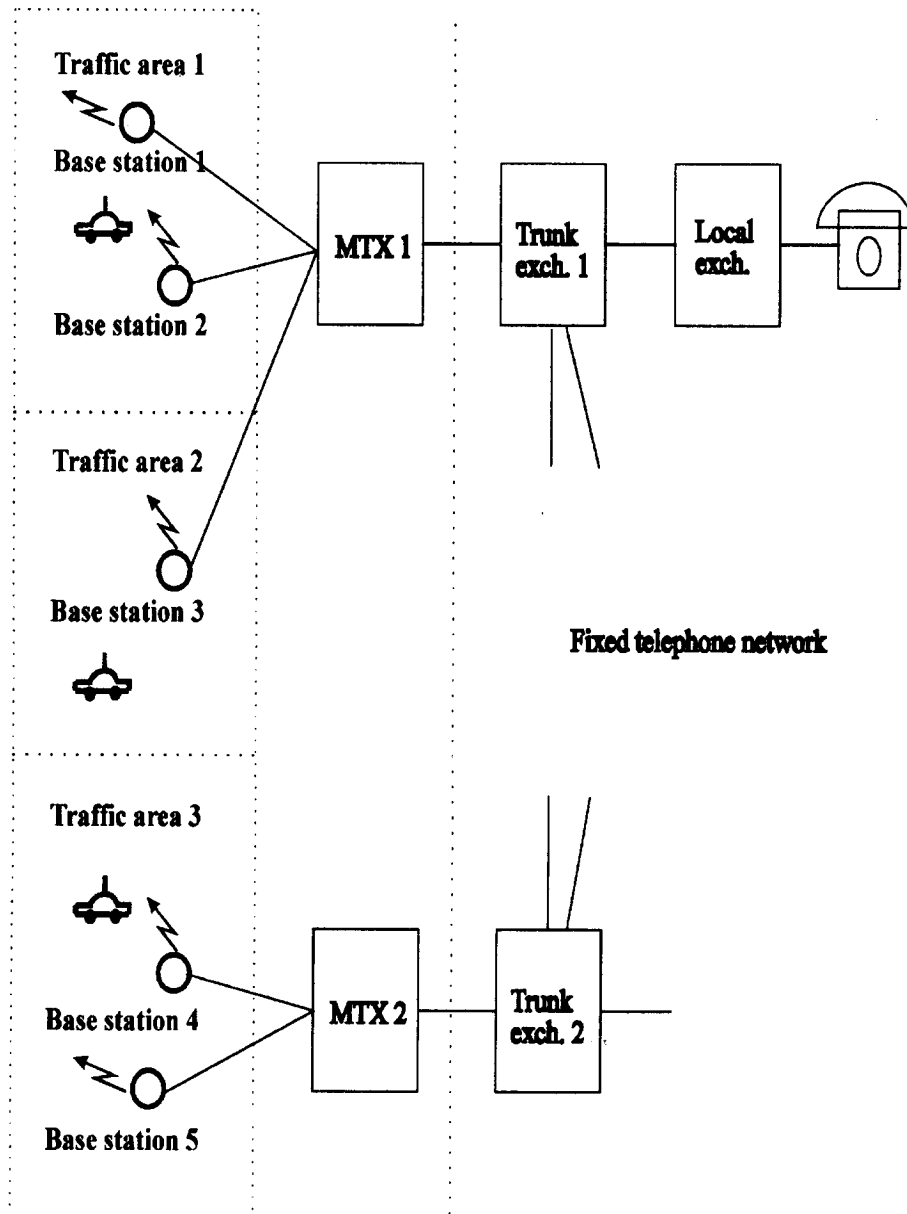 Traffic area 1
Base station 1
Base station 2
MTX 1
Trunk
exch. 1
Local
exch.
Traffic area 2
Base station 3
Fixed telephone network
Traffic area 3
Base station 4
Base station 5
MTX 2
Trunk
exch. 2